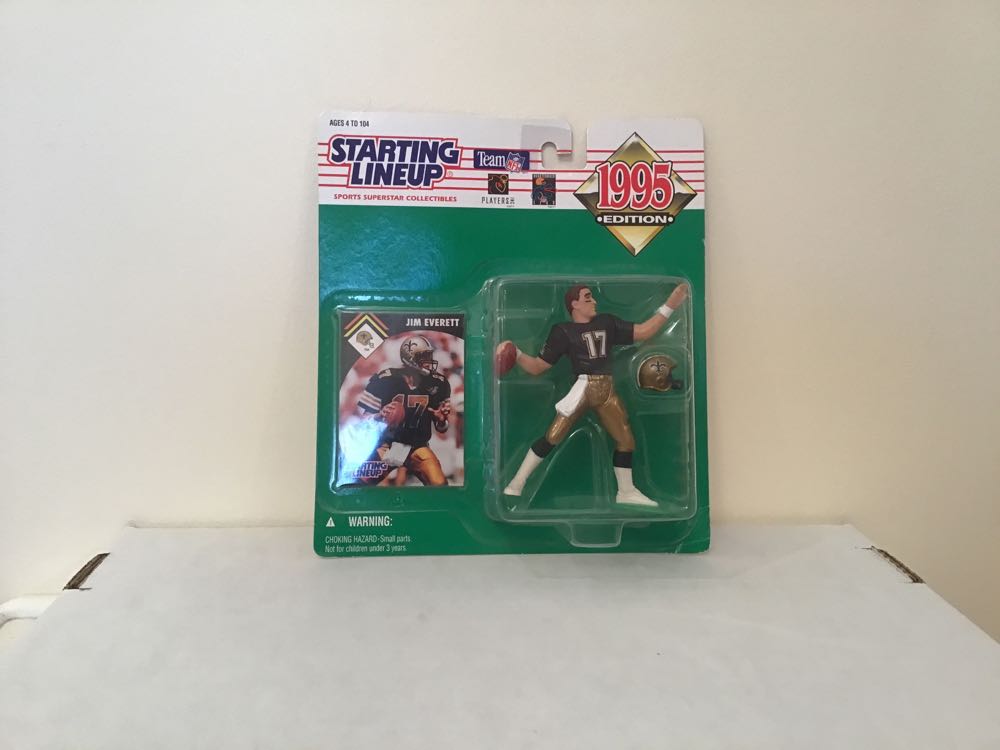 AGES 4 TO 104
STARTING
LINEUP
SPORTS SUPERSTAR COLLECTIBLES
Team NFL
PLAYERS INC
1995
EDITION
JIM EVERETT
17
17
STARTING
LINEUP
WARNING:
CHOKING HAZARD-Small parts
Not for children under 3 years.